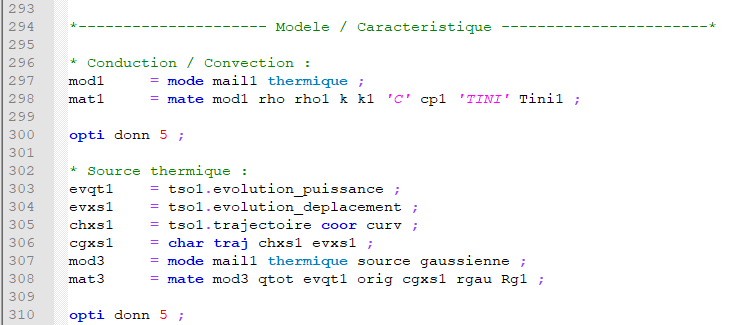 293
294 *--------------------- Modele / Caracteristique -----------------------*
295
296 * Conduction / Convection :
297 mod1 = mode mail1 thermique ;
298 mat1 = mate mod1 rho rho1 k k1 'C' cp1 'TINI' Tini1 ;
299
300 opti donn 5 ;
301
302 * Source thermique :
303 evqt1 = tso1.evolution_puissance ;
304 evxs1 = tso1.evolution_deplacement ;
305 chxs1 = tso1.trajectoire coor curv ;
306 cgxs1 = char traj chxs1 evxs1 ;
307 mod3 = mode mail1 thermique source gaussienne ;
308 mat3 = mate mod3 qtot evqt1 orig cgxs1 rgau Rg1 ;
309
310 opti donn 5 ;